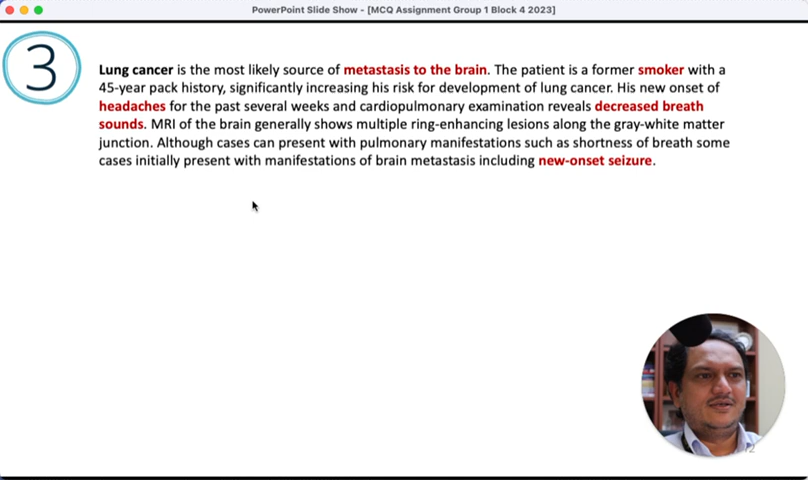 PowerPoint Slide Show - [MCQ Assignment Group 1 Block 4 2023]
3
Lung cancer is the most likely source of metastasis to the brain. The patient is a former smoker with a
45-year pack history, significantly increasing his risk for development of lung cancer. His new onset of
headaches for the past several weeks and cardiopulmonary examination reveals decreased breath
sounds. MRI of the brain generally shows multiple ring-enhancing lesions along the gray-white matter
junction. Although cases can present with pulmonary manifestations such as shortness of breath some
cases initially present with manifestations of brain metastasis including new-onset seizure.